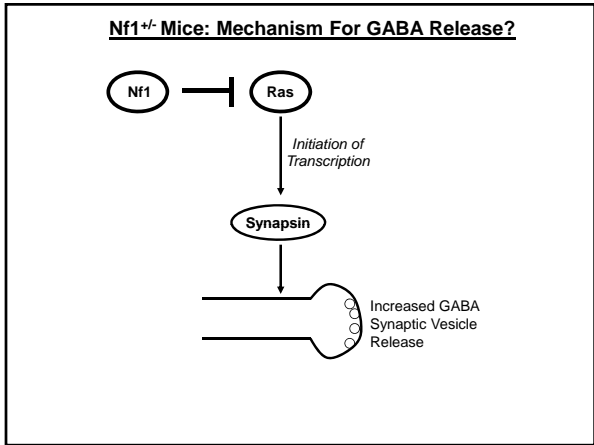 Nf1+/- Mice: Mechanism For GABA Release?
Nf1
Ras
Initiation of
Transcription
Synapsin
Increased GABA
Synaptic Vesicle
Release